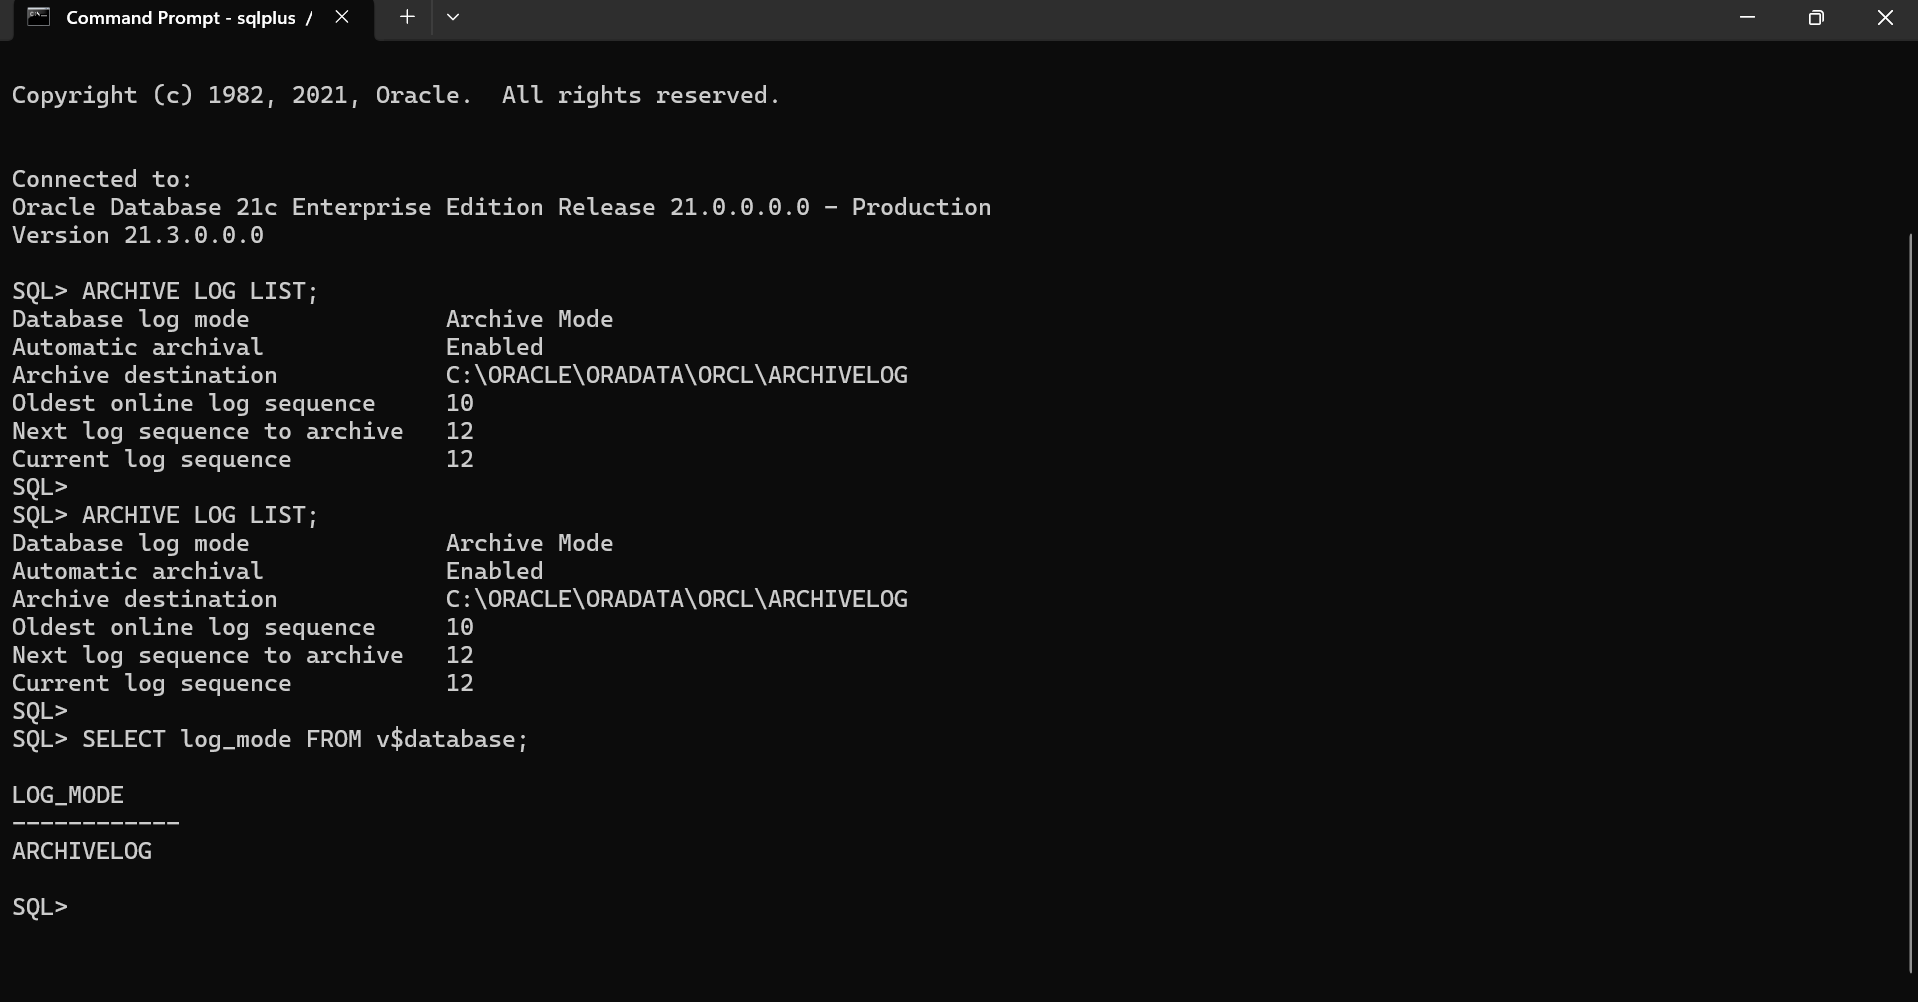 Command Prompt - sqlplus /
Copyright (c) 1982, 2021, Oracle.  All rights reserved.
Connected to:
Oracle Database 21c Enterprise Edition Release 21.0.0.0.0 - Production
Version 21.3.0.0.0
SQL> ARCHIVE LOG LIST;
Database log mode              Archive Mode
Automatic archival             Enabled
Archive destination            C:\ORACLE\ORADATA\ORCL\ARCHIVELOG
Oldest online log sequence     10
Next log sequence to archive   12
Current log sequence           12
SQL>
SQL> ARCHIVE LOG LIST;
Database log mode              Archive Mode
Automatic archival             Enabled
Archive destination            C:\ORACLE\ORADATA\ORCL\ARCHIVELOG
Oldest online log sequence     10
Next log sequence to archive   12
Current log sequence           12
SQL>
SQL> SELECT log_mode FROM v$database;
LOG_MODE
------------
ARCHIVELOG
SQL>